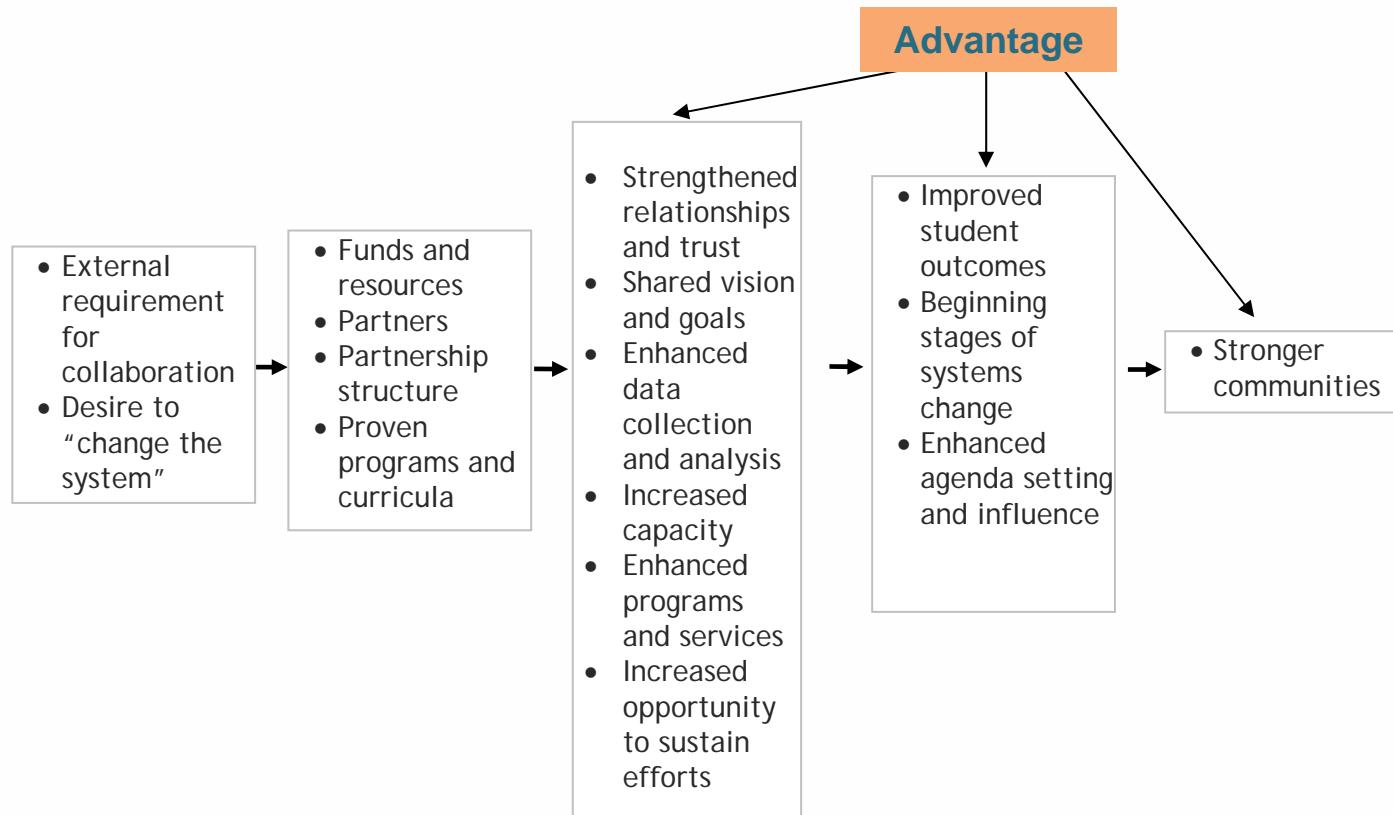 Advantage
• External
requirement
for
collaboration
• Desire to
“change the
system”
• Funds and
resources
• Partners
• Partnership
structure
• Proven
programs and
curricula
• Strengthened
relationships
and trust
• Shared vision
and goals
• Enhanced
data
collection
and analysis
• Increased
capacity
• Enhanced
programs
and services
• Increased
opportunity
to sustain
efforts
• Improved
student
outcomes
• Beginning
stages of
systems
change
• Enhanced
agenda setting
and influence
• Stronger
communities